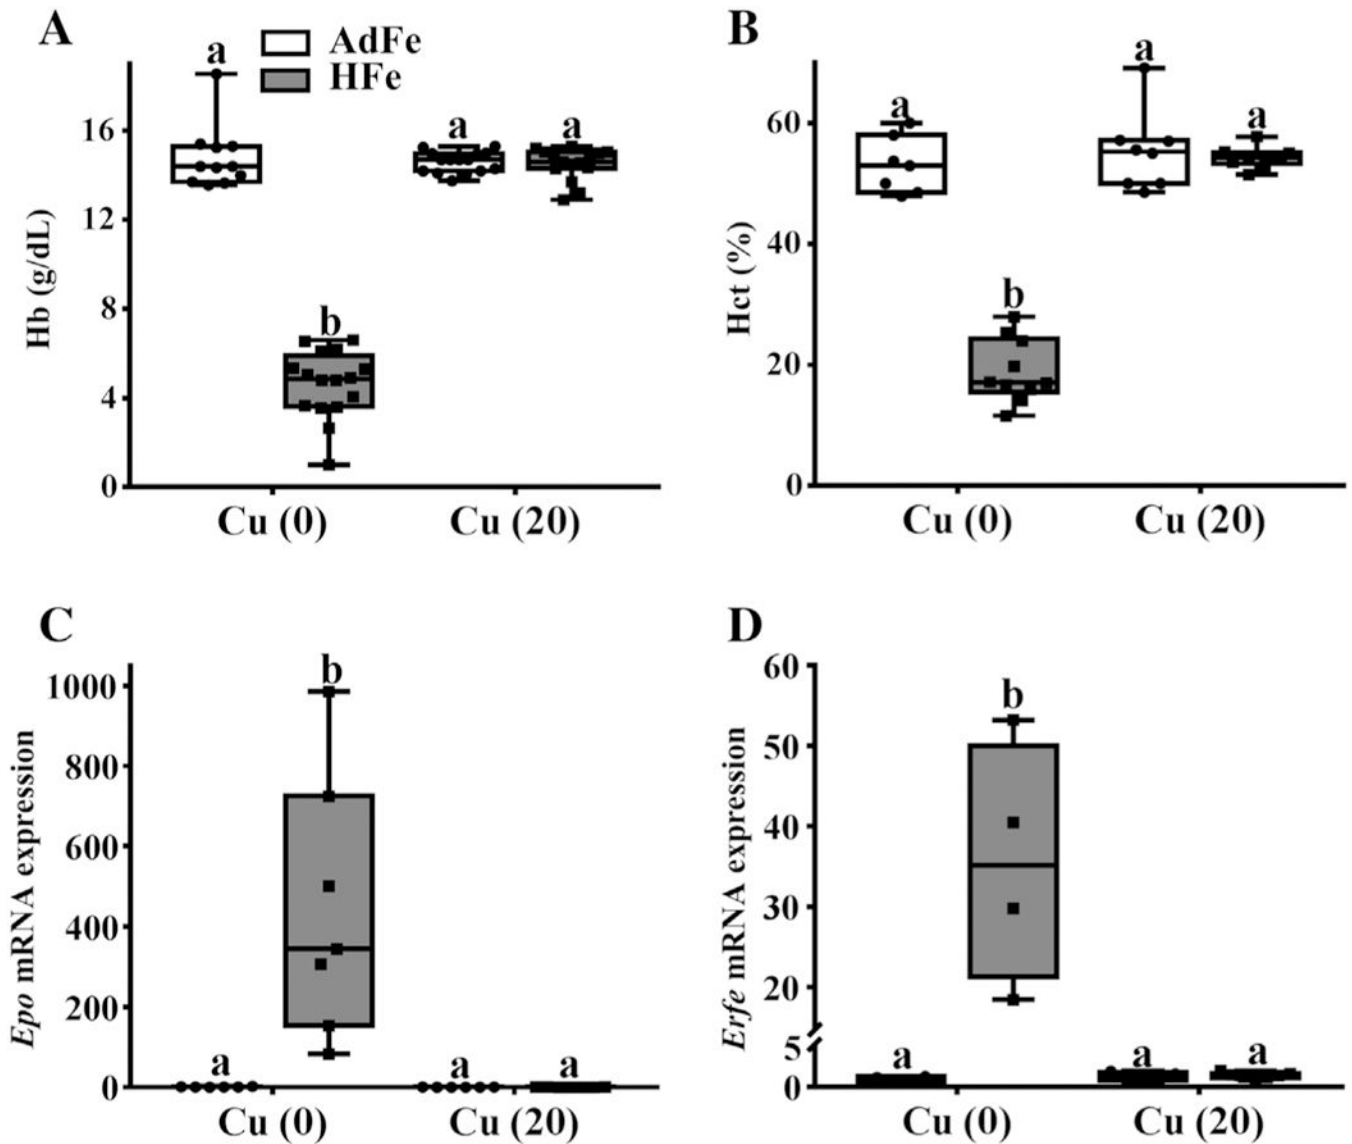 A
AdFe
HFe
a
b
a
a
16
12
8
4
0
Hb (g/dL)
Cu (0)
Cu (20)
B
a
b
a
a
60
40
20
0
Hct (%)
Cu (0)
Cu (20)
C
b
a
a
a
1000
800
600
400
200
0
Epo mRNA expression
Cu (0)
Cu (20)
D
b
a
a
a
60
50
40
30
20
5
0
Erfe mRNA expression
Cu (0)
Cu (20)